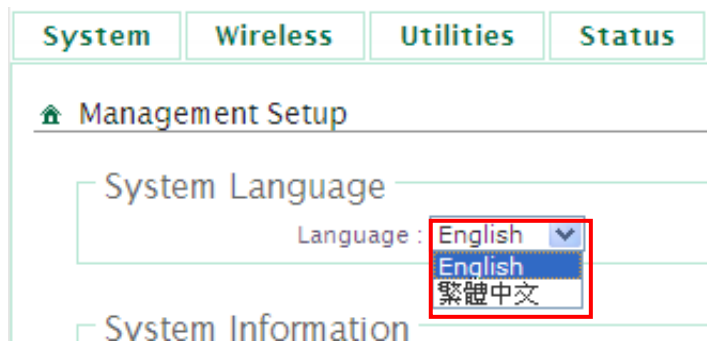 System Wireless Utilities Status
Management Setup
System Language
Language : English
English
繁體中文
System Information